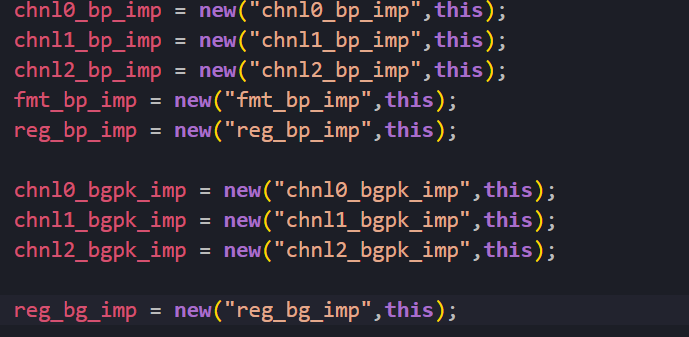 chnl0_bp_imp = new("chnl0_bp_imp",this);
chnl1_bp_imp = new("chnl1_bp_imp",this);
chnl2_bp_imp = new("chnl2_bp_imp",this);
fmt_bp_imp = new("fmt_bp_imp",this);
reg_bp_imp = new("reg_bp_imp",this);
chnl0_bgpk_imp = new("chnl0_bgpk_imp",this);
chnl1_bgpk_imp = new("chnl1_bgpk_imp",this);
chnl2_bgpk_imp = new("chnl2_bgpk_imp",this);
reg_bg_imp = new("reg_bg_imp",this);